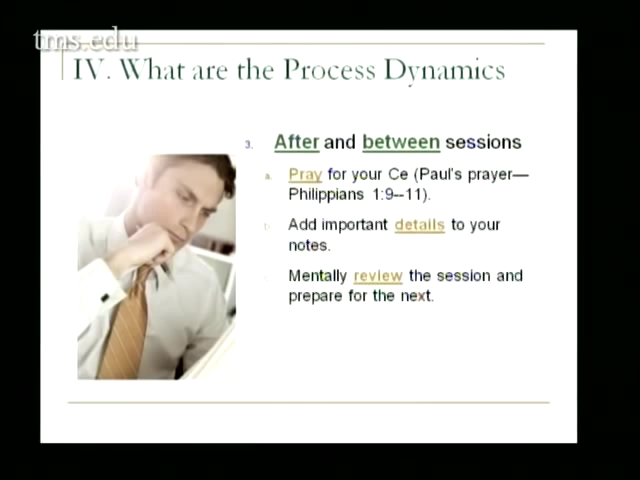 tms.edu
IV. What are the Process Dynamics
3. After and between sessions
a. Pray for your Ce (Paul's prayer—
Philippians 1:9--11).
b. Add important details to your
notes.
Mentally review the session and
prepare for the next.